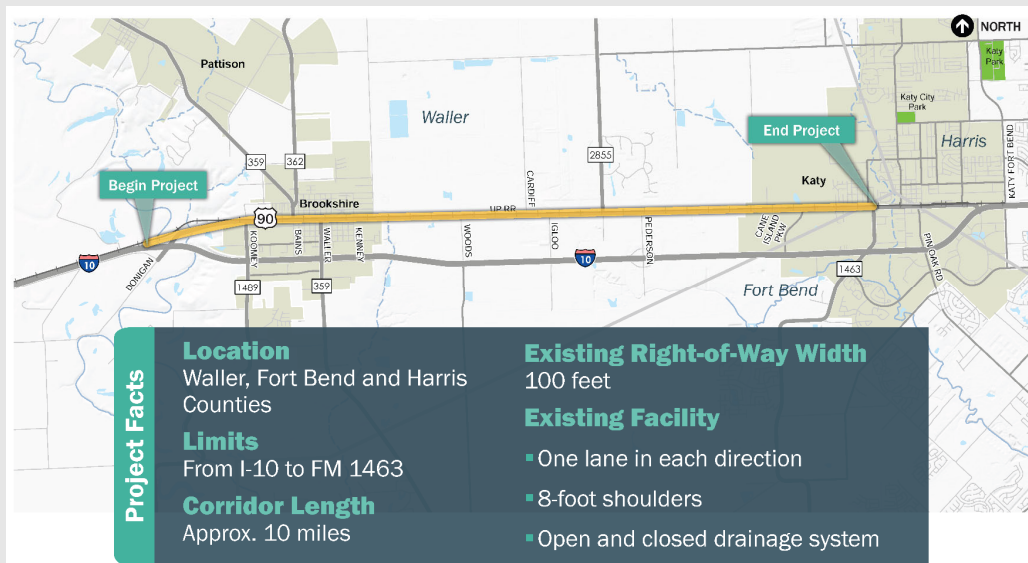 NORTH
Katy
Park
Pattison
Katy City
Park
Waller
End Project
Harris
KATY FORT BEND
359
362
2855
CARDIFF
Begin Project
Katy
Brookshire
90
UP RR
CANE
ISLAND
PKW
KOOMEY
BAINS
WALLER
KENNEY
WOODS
IGLOO
PEDERSON
PIN OAK RD
10
DONIGAN
10
1463
1489
359
Fort Bend
Project Facts
Location
Waller, Fort Bend and Harris
Counties
Limits
From I-10 to FM 1463
Corridor Length
Approx. 10 miles
Existing Right-of-Way Width
100 feet
Existing Facility
▪One lane in each direction
▪8-foot shoulders
▪Open and closed drainage system